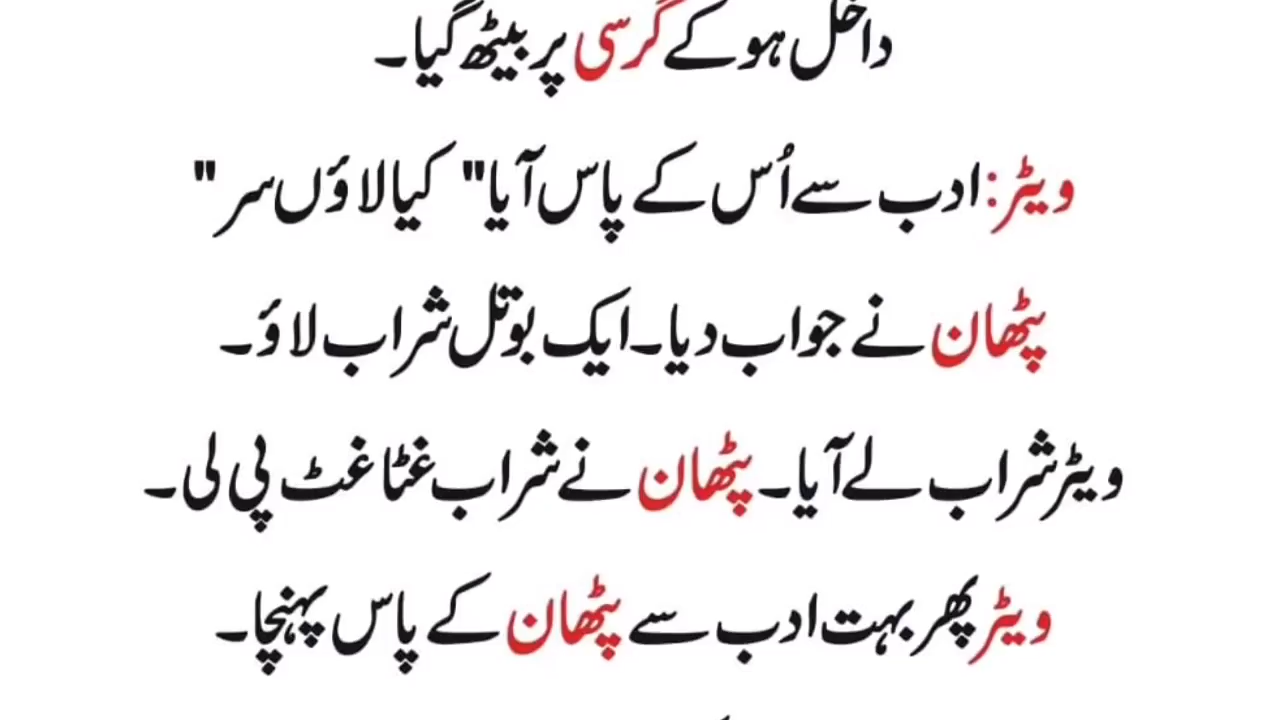 داخل ہو کے کرسی پر بیٹھ گیا۔
ویٹر: ادب سے اُس کے پاس آیا" کیا لاؤں سر "
پٹھان نے جواب دیا۔ ایک بوتل شراب لاؤ۔
ویٹر شراب لے آیا۔ پٹھان نے شراب غٹا غٹ پی لی۔
ویٹر پھر بہت ادب سے پٹھان کے پاس پہنچا۔